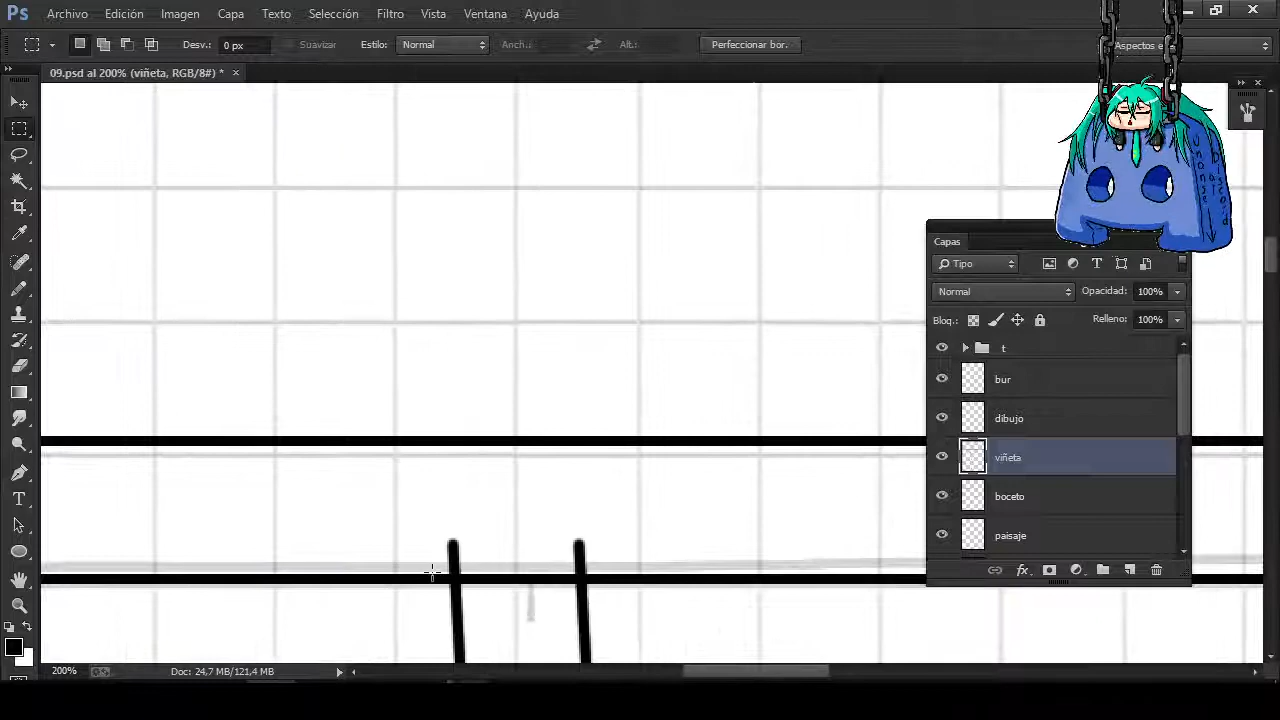 Ps Archivo Edición Imagen Capa Texto Selección Filtro Vista Ventana Ayuda
Desv.: 0 px Suavizar Estilo: Normal Anch.: Alt.: Perfeccionar bor. Aspectos e
09.psd al 200% (viñeta, RGB/8#) * ×
Capas
Tipo
Normal Opacidad: 100%
Bloq.: Relleno: 100%
t
bur
dibujo
viñeta
boceto
paisaje
fx
200% Doc: 24,7 MB/121,4 MB